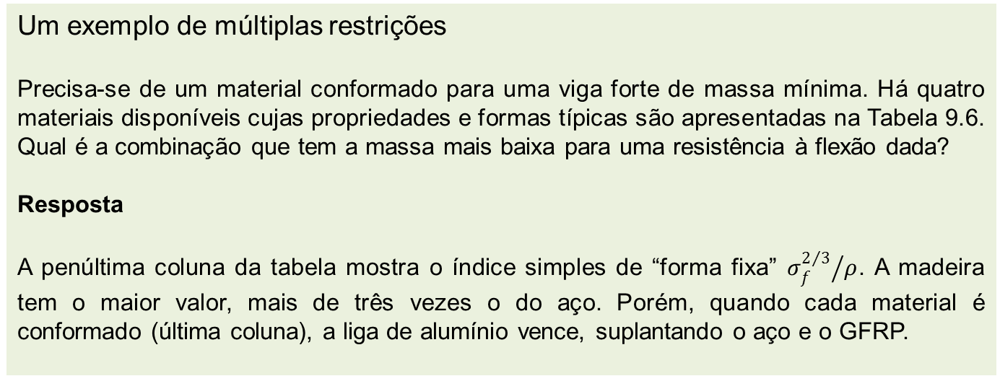 Um exemplo de múltiplas restrições
Precisa-se de um material conformado para uma viga forte de massa mínima. Há quatro
materiais disponíveis cujas propriedades e formas típicas são apresentadas na Tabela 9.6.
Qual é a combinação que tem a massa mais baixa para uma resistência à flexão dada?
Resposta
A penúltima coluna da tabela mostra o índice simples de “forma fixa” σ_f^{2/3}/ρ. A madeira
tem o maior valor, mais de três vezes o do aço. Porém, quando cada material é
conformado (última coluna), a liga de alumínio vence, suplantando o aço e o GFRP.